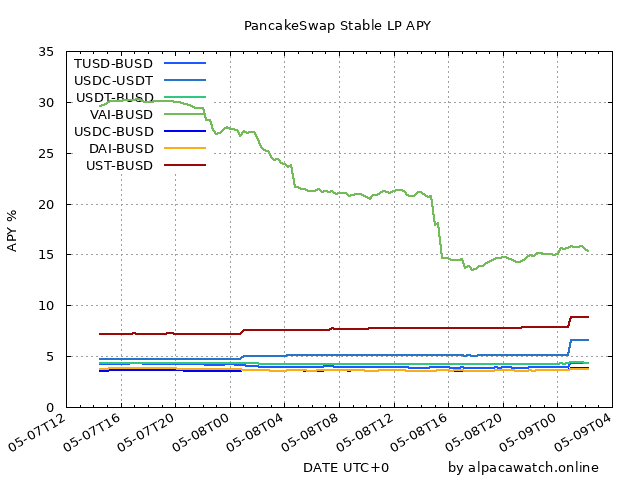 PancakeSwap Stable LP APY
35
30
25
20
15
10
5
0
APY %
TUSD-BUSD
USDC-USDT
USDT-BUSD
VAI-BUSD
USDC-BUSD
DAI-BUSD
UST-BUSD
05-07T12
05-07T16
05-07T20
05-08T00
05-08T04
05-08T08
05-08T12
05-08T16
05-08T20
05-09T00
05-09T04
DATE UTC+0
by alpacawatch.online